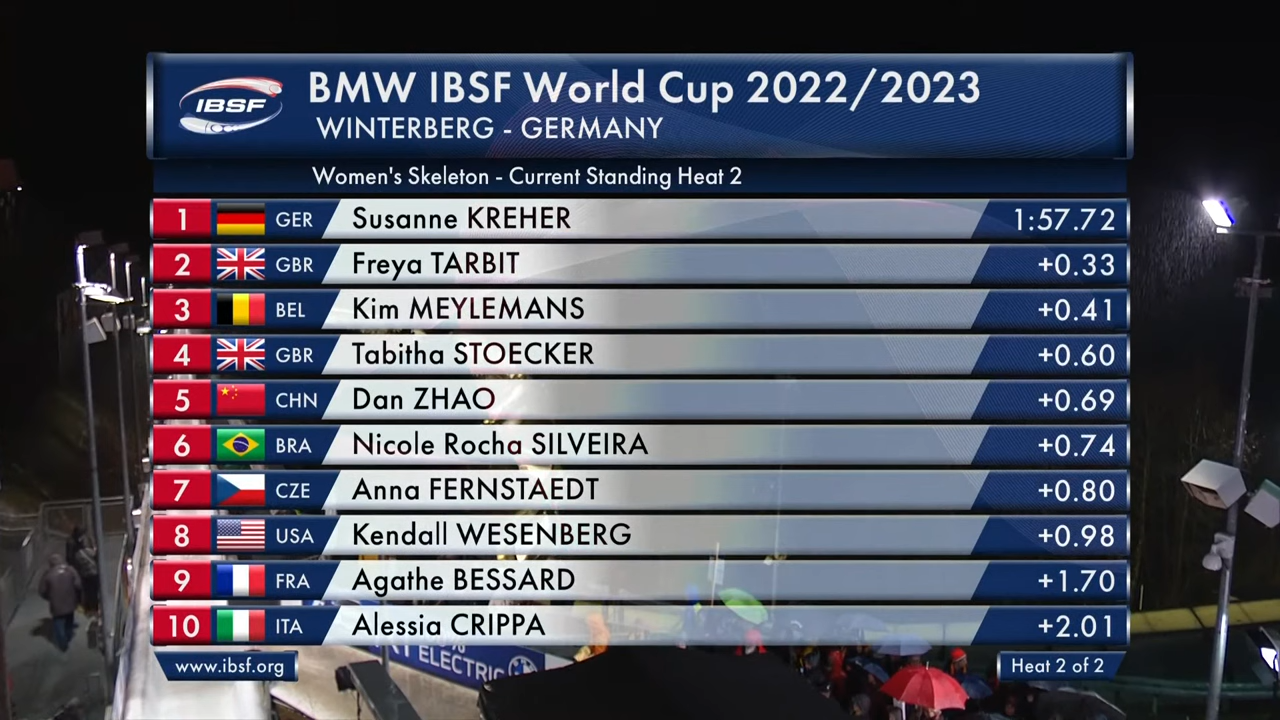 IBSF
BMW IBSF World Cup 2022/2023
WINTERBERG - GERMANY
Women's Skeleton - Current Standing Heat 2
1 GER Susanne KREHER 1:57.72
2 GBR Freya TARBIT +0.33
3 BEL Kim MEYLEMANS +0.41
4 GBR Tabitha STOECKER +0.60
5 CHN Dan ZHAO +0.69
6 BRA Nicole Rocha SILVEIRA +0.74
7 CZE Anna FERNSTAEDT +0.80
8 USA Kendall WESENBERG +0.98
9 FRA Agathe BESSARD +1.70
10 ITA Alessia CRIPPA +2.01
ELECTRIC
www.ibsf.org Heat 2 of 2